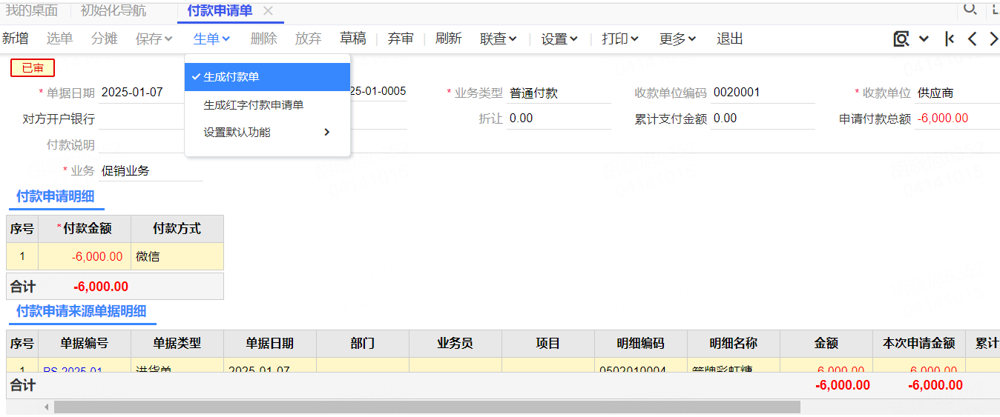 我的桌面 初始化导航 付款申请单
新增 选单 分摊 保存 生单 删除 放弃 草稿 弃审 刷新 联查 设置 打印 更多 退出
已审
生成付款单
生成红字付款申请单
设置默认功能
* 单据日期 2025-01-07 25-01-0005 * 业务类型 普通付款 收款单位编码 0020001 * 收款单位 供应商
对方开户银行 折让 0.00 累计支付金额 0.00 申请付款总额 -6,000.00
付款说明
* 业务 促销业务
付款申请明细
序号 * 付款金额 付款方式
1 -6,000.00 微信
合计 -6,000.00
付款申请来源单据明细
序号 单据编号 单据类型 单据日期 部门 业务员 项目 明细编码 明细名称 金额 本次申请金额 累计
1 PS-2025-01 进货单 2025-01-07 0502010004 箭牌彩虹糖 -6,000.00 -6,000.00
合计 -6,000.00 -6,000.00